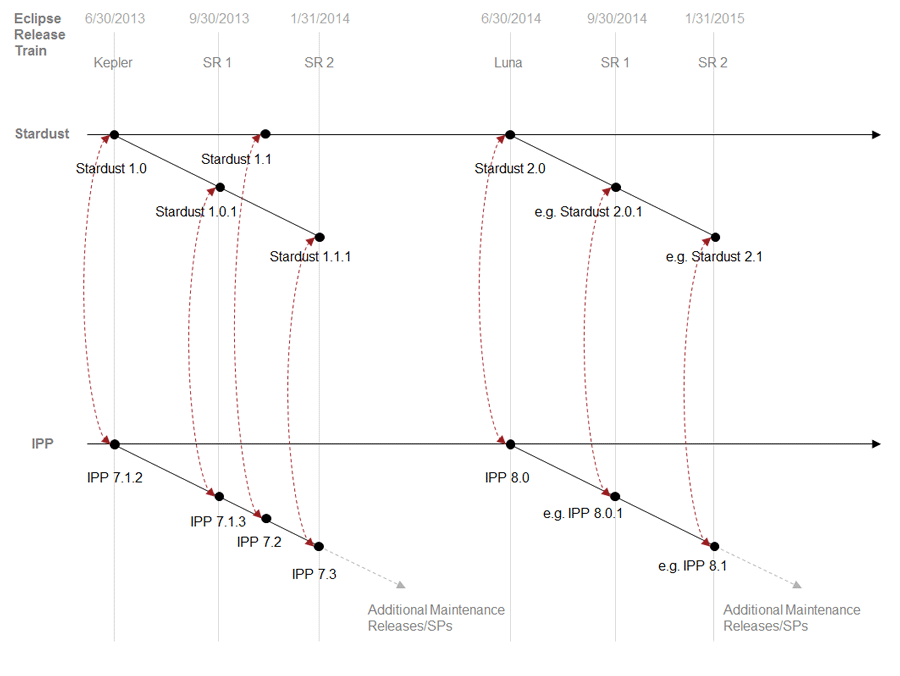 Eclipse
Release
Train
6/30/2013
9/30/2013
1/31/2014
6/30/2014
9/30/2014
1/31/2015
Kepler
SR 1
SR 2
Luna
SR 1
SR 2
Stardust
Stardust 1.0
Stardust 1.1
Stardust 2.0
Stardust 1.0.1
e.g. Stardust 2.0.1
Stardust 1.1.1
e.g. Stardust 2.1
IPP
IPP 7.1.2
IPP 8.0
IPP 7.1.3
e.g. IPP 8.0.1
IPP 7.2
IPP 7.3
e.g. IPP 8.1
Additional Maintenance
Releases/SPs
Additional Maintenance
Releases/SPs